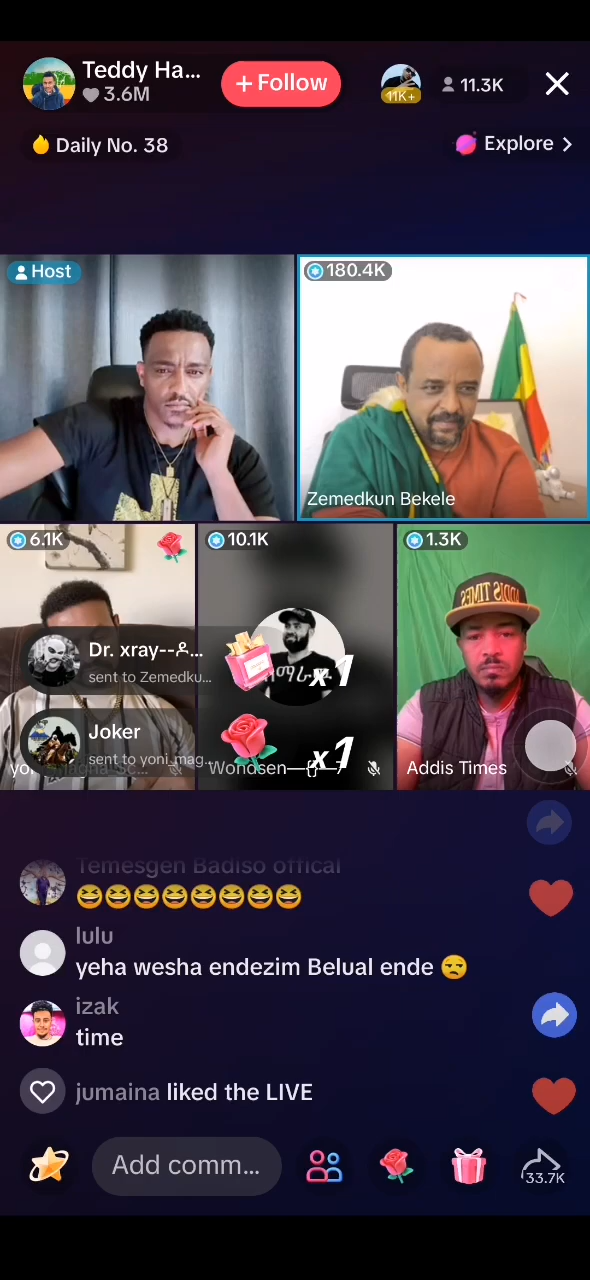 Teddy Ha...
3.6M
+ Follow
11K+
11.3K
Daily No. 38
Explore >
Host
180.4K
Zemedkun Bekele
6.1K
10.1K
1.3K
ADDIS TIMES
Dr. xray--ዶ...
sent to Zemedku...
x1
Joker
sent to yoni_mag...
x1
Addis Times
Temesgen Badiso offical
😆😆😆😆😆😆😆😆
lulu
yeha wesha endezim Belual ende 😒
izak
time
jumaina liked the LIVE
Add comm...
33.7K